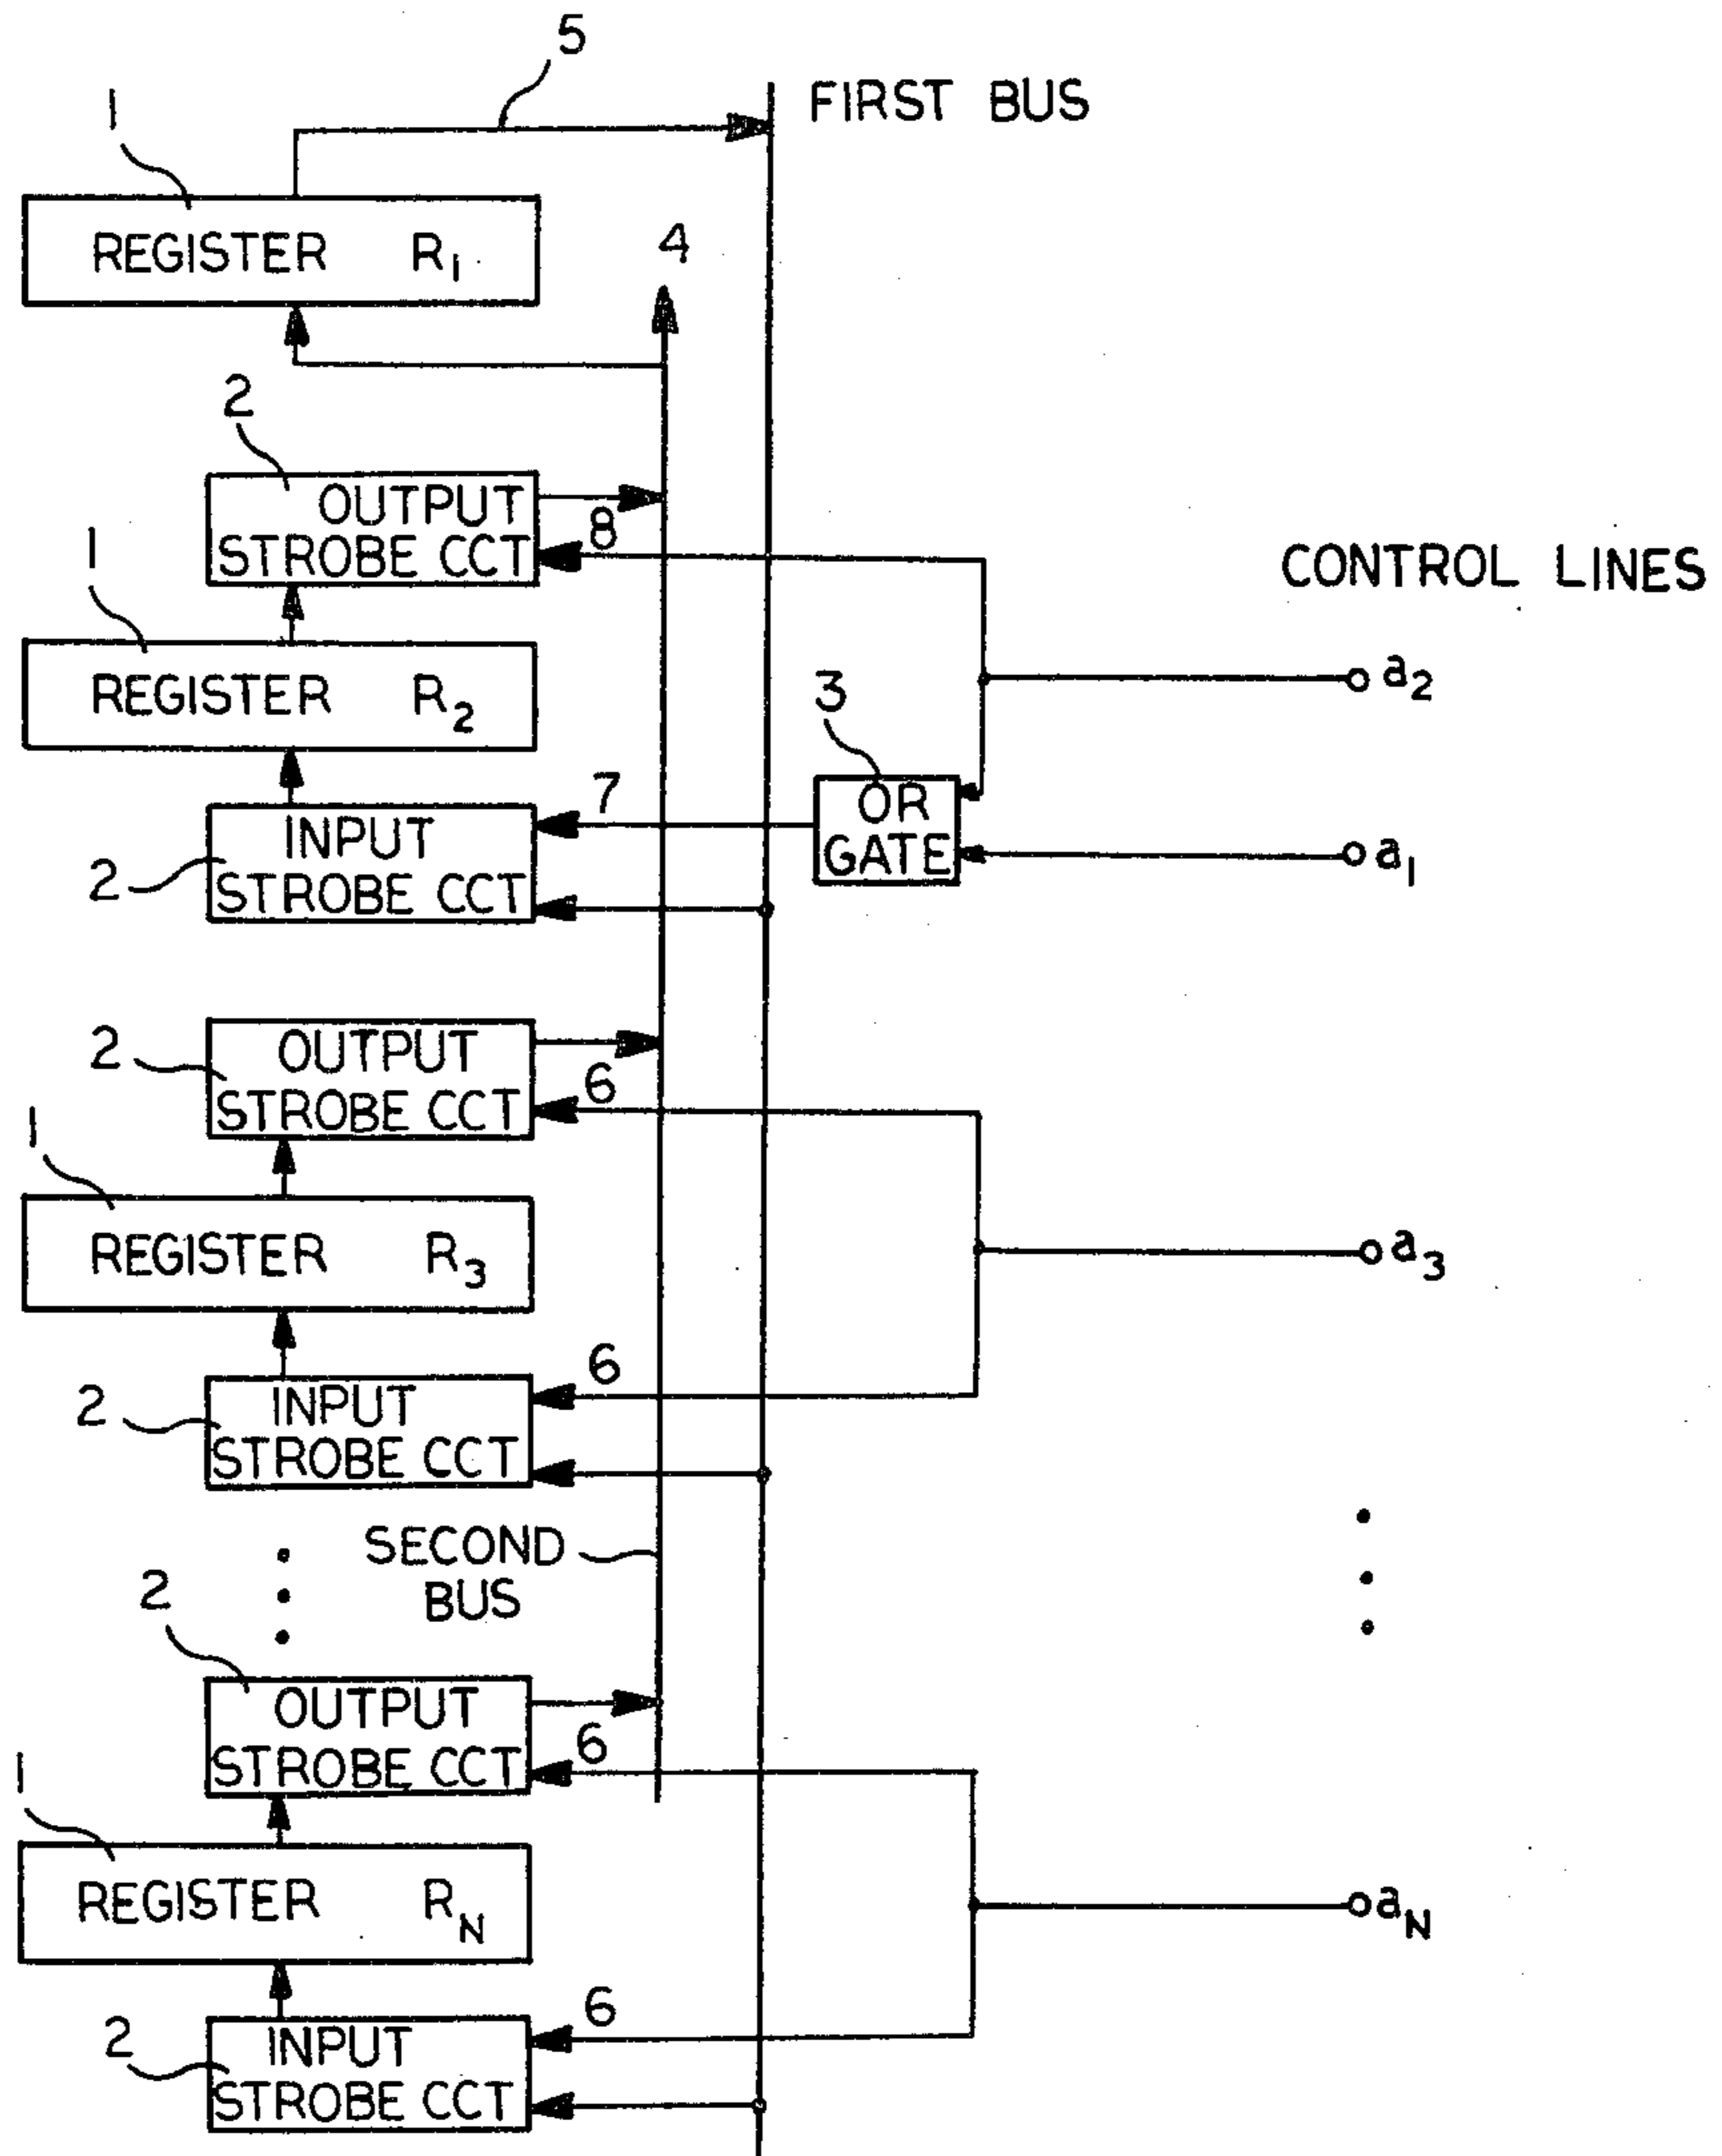 5
FIRST BUS
1
REGISTER R1
4
2
OUTPUT
STROBE CCT
8
CONTROL LINES
1
REGISTER R2
a2
3
OR
GATE
7
INPUT
STROBE CCT
2
a1
2
OUTPUT
STROBE CCT
6
1
REGISTER R3
a3
6
2
INPUT
STROBE CCT
SECOND
BUS
2
OUTPUT
STROBE CCT
6
1
REGISTER RN
aN
6
2
INPUT
STROBE CCT